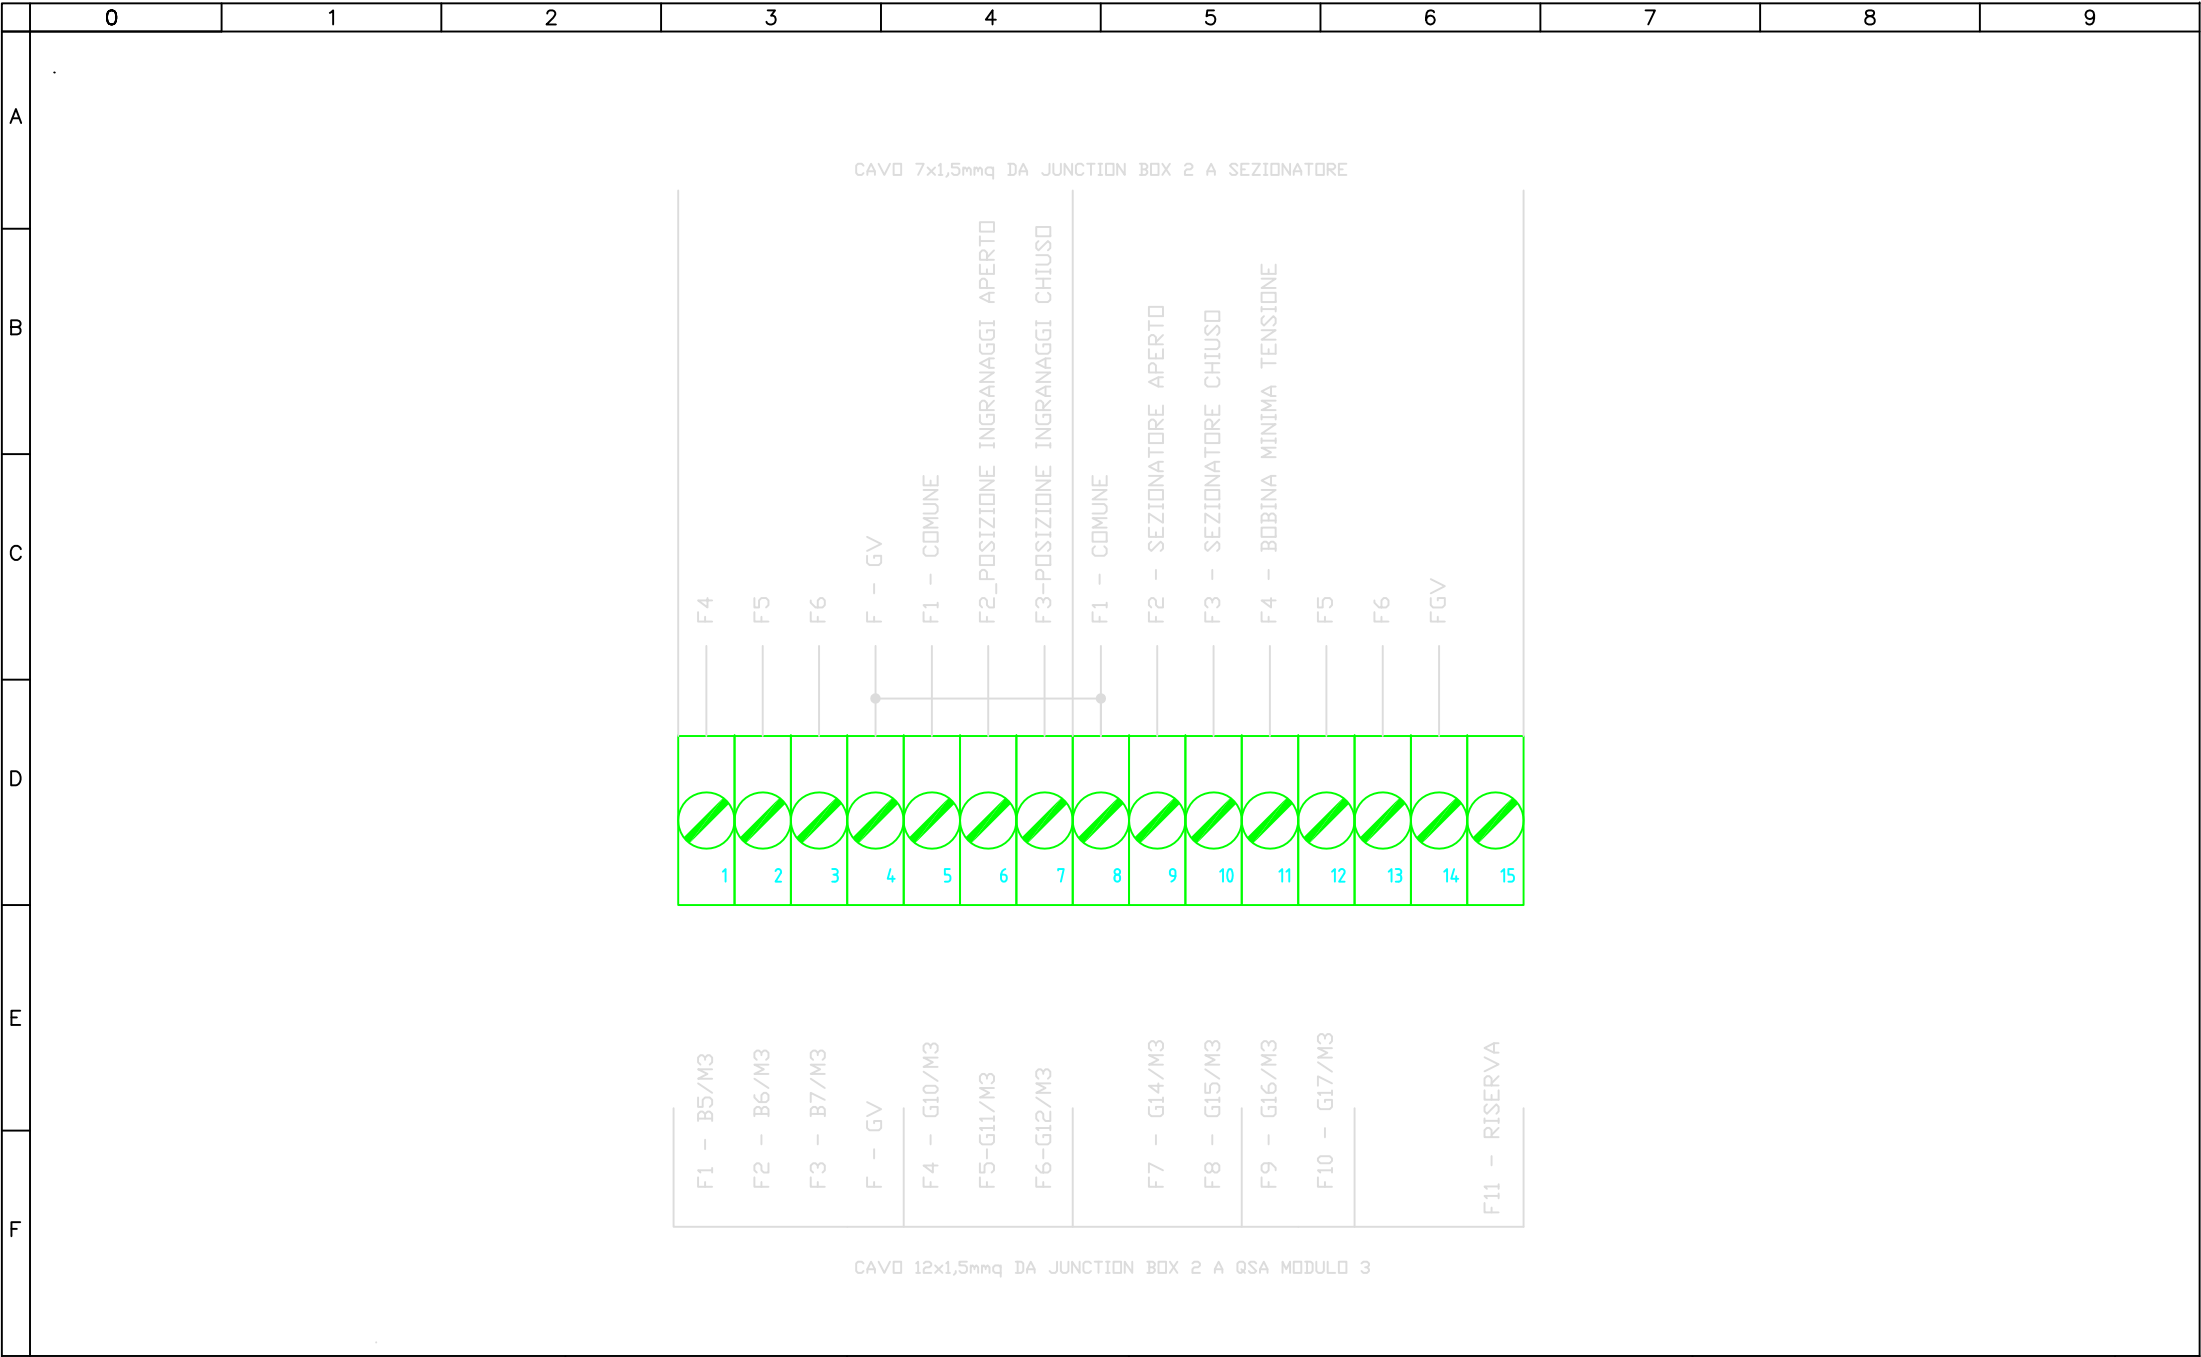 0 1 2 3 4 5 6 7 8 9
A
B
C
D
E
F
CAVO 7x1,5mmq DA JUNCTION BOX 2 A SEZIONATORE
F4
F5
F6
F - GV
F1 - COMUNE
F2_POSIZIONE INGRANAGGI APERTO
F3-POSIZIONE INGRANAGGI CHIUSO
F1 - COMUNE
F2 - SEZIONATORE APERTO
F3 - SEZIONATORE CHIUSO
F4 - BOBINA MINIMA TENSIONE
F5
F6
FGV
1 2 3 4 5 6 7 8 9 10 11 12 13 14 15
F1 - B5/M3
F2 - B6/M3
F3 - B7/M3
F - GV
F4 - G10/M3
F5-G11/M3
F6-G12/M3
F7 - G14/M3
F8 - G15/M3
F9 - G16/M3
F10 - G17/M3
F11 - RISERVA
CAVO 12x1,5mmq DA JUNCTION BOX 2 A QSA MODULO 3